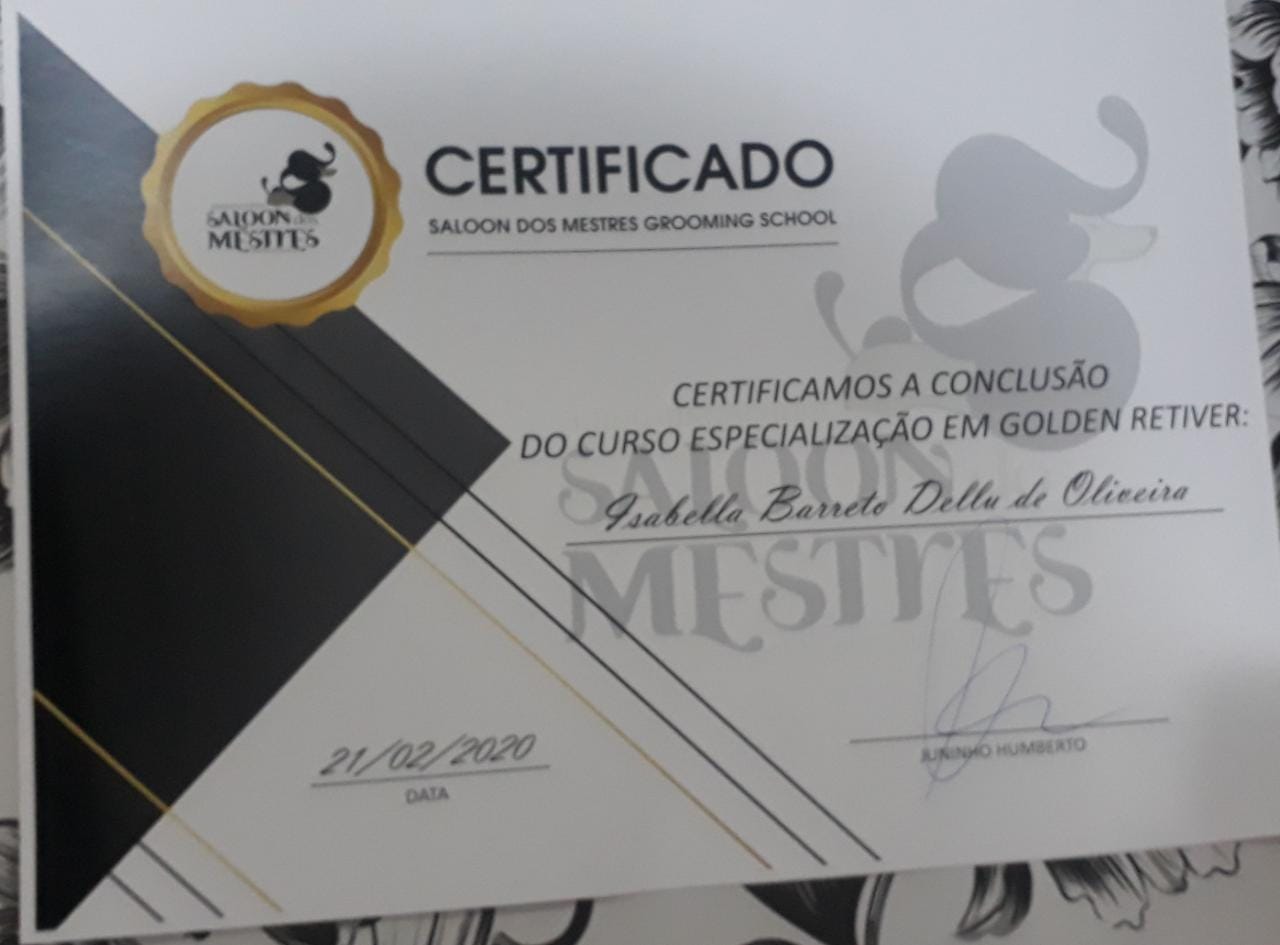 SALOON dos
MESTRES
CERTIFICADO
SALOON DOS MESTRES GROOMING SCHOOL
CERTIFICAMOS A CONCLUSÃO
DO CURSO ESPECIALIZAÇÃO EM GOLDEN RETIVER:
SALOON
Isabella Barreto Dellu de Oliveira
MESTRES
21/02/2020
DATA
JUNINHO HUMBERTO